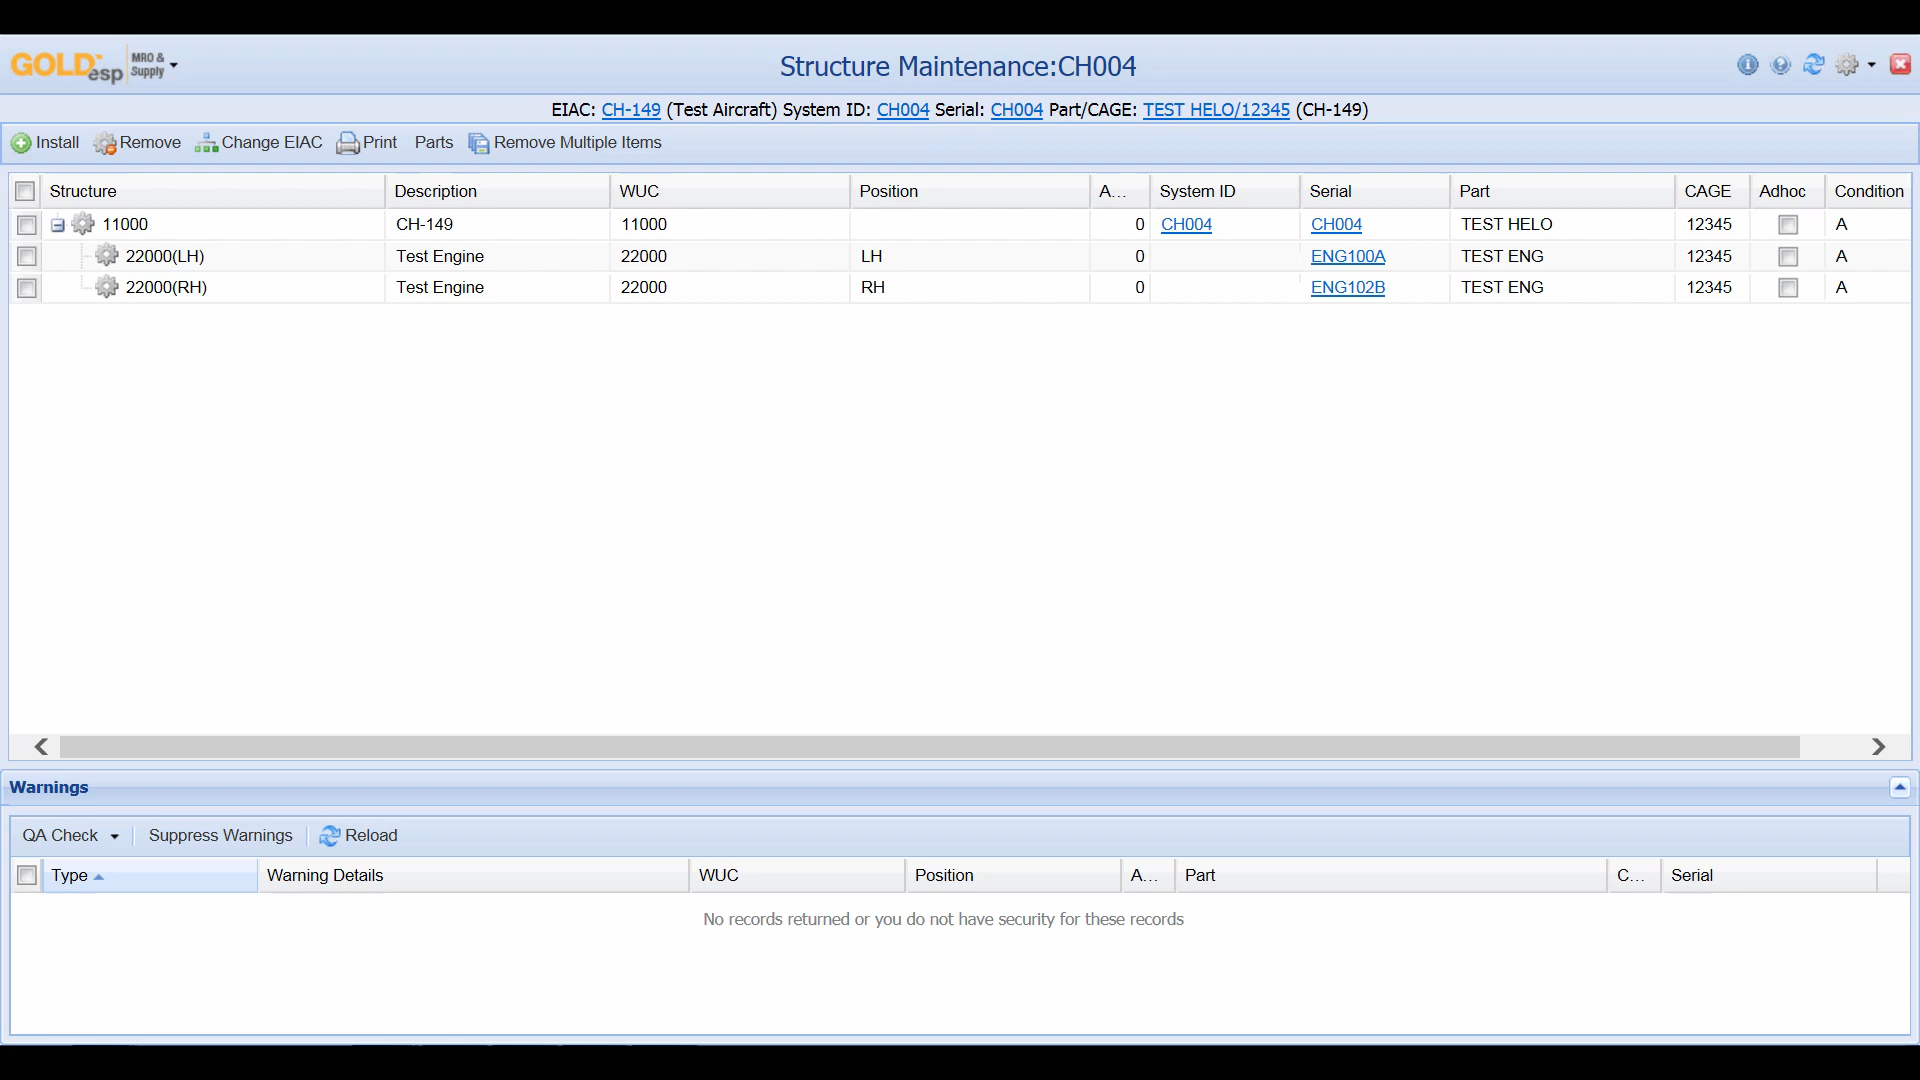 GOLDesp MRO & Supply
Structure Maintenance:CH004
EIAC: CH-149 (Test Aircraft) System ID: CH004 Serial: CH004 Part/CAGE: TEST HELO/12345 (CH-149)
Install Remove Change EIAC Print Parts Remove Multiple Items
Structure Description WUC Position A... System ID Serial Part CAGE Adhoc Condition
11000 CH-149 11000 0 CH004 CH004 TEST HELO 12345 A
22000(LH) Test Engine 22000 LH 0 ENG100A TEST ENG 12345 A
22000(RH) Test Engine 22000 RH 0 ENG102B TEST ENG 12345 A
Warnings
QA Check Suppress Warnings Reload
Type Warning Details WUC Position A... Part C... Serial
No records returned or you do not have security for these records